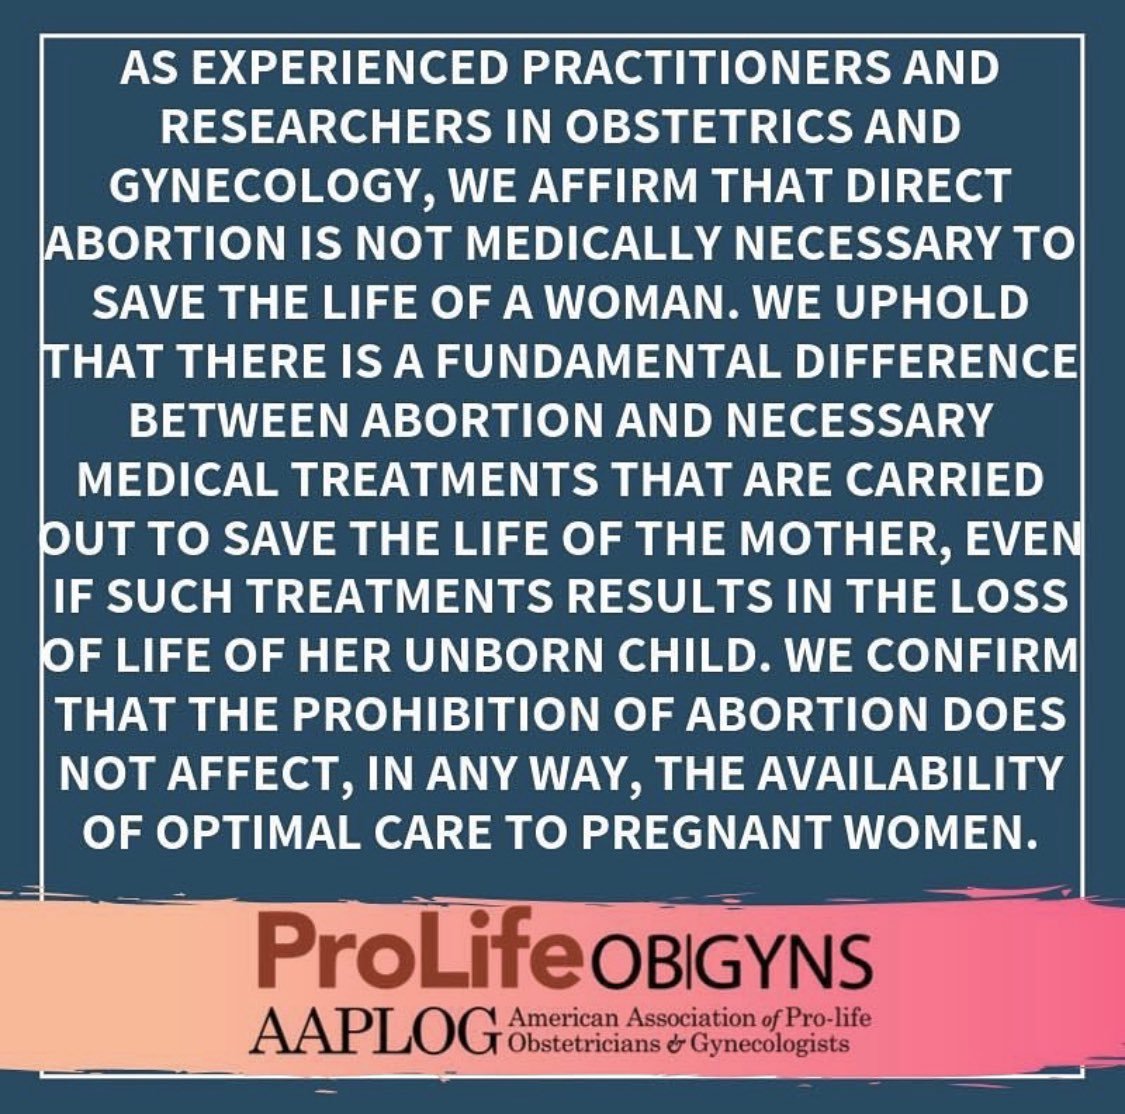 AS EXPERIENCED PRACTITIONERS AND
RESEARCHERS IN OBSTETRICS AND
GYNECOLOGY, WE AFFIRM THAT DIRECT
ABORTION IS NOT MEDICALLY NECESSARY TO
SAVE THE LIFE OF A WOMAN. WE UPHOLD
THAT THERE IS A FUNDAMENTAL DIFFERENCE
BETWEEN ABORTION AND NECESSARY
MEDICAL TREATMENTS THAT ARE CARRIED
OUT TO SAVE THE LIFE OF THE MOTHER, EVEN
IF SUCH TREATMENTS RESULTS IN THE LOSS
OF LIFE OF HER UNBORN CHILD. WE CONFIRM
THAT THE PROHIBITION OF ABORTION DOES
NOT AFFECT, IN ANY WAY, THE AVAILABILITY
OF OPTIMAL CARE TO PREGNANT WOMEN.
ProLife OB|GYNS
AAPLOG American Association of Pro-life
Obstetricians & Gynecologists